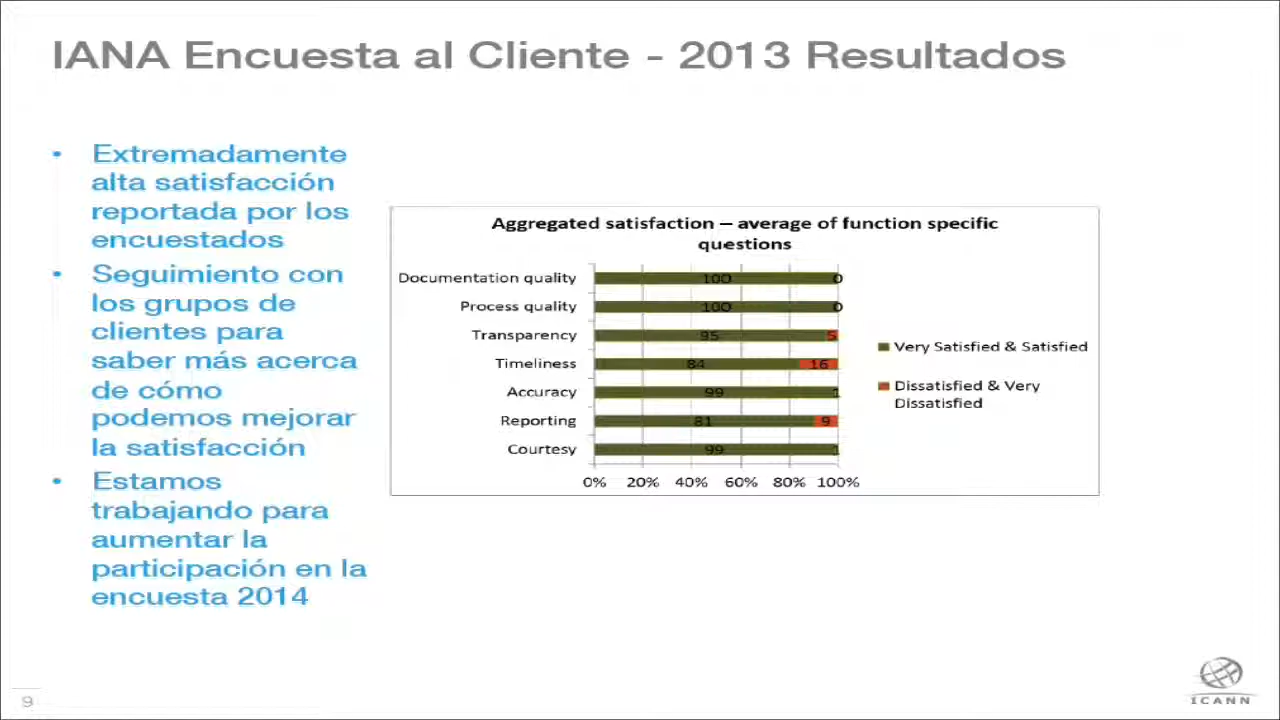 IANA Encuesta al Cliente - 2013 Resultados
• Extremadamente
alta satisfacción
reportada por los
encuestados
• Seguimiento con
los grupos de
clientes para
saber más acerca
de cómo
podemos mejorar
la satisfacción
• Estamos
trabajando para
aumentar la
participación en la
encuesta 2014
Aggregated satisfaction – average of function specific
questions
Documentation quality 100 0
Process quality 100 0
Transparency 95 5
Timeliness 84 16
Accuracy 99 1
Reporting 81 9
Courtesy 99 1
0% 20% 40% 60% 80% 100%
Very Satisfied & Satisfied
Dissatisfied & Very
Dissatisfied
9
ICANN